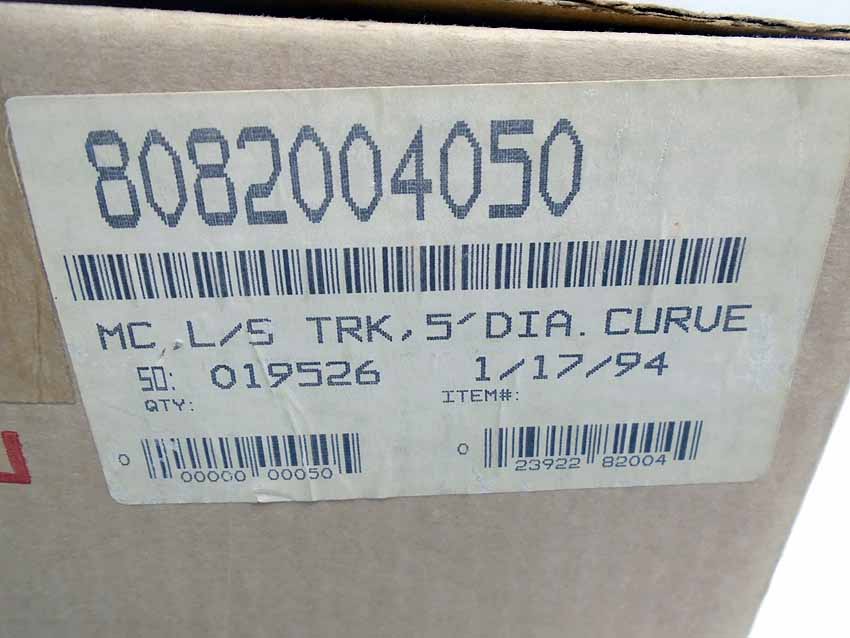 8082004050
MC, L/S TRK, 5' DIA. CURVE
SO: 019526 1/17/94
QTY: ITEM#:
0 00000 00050 0 23922 82004